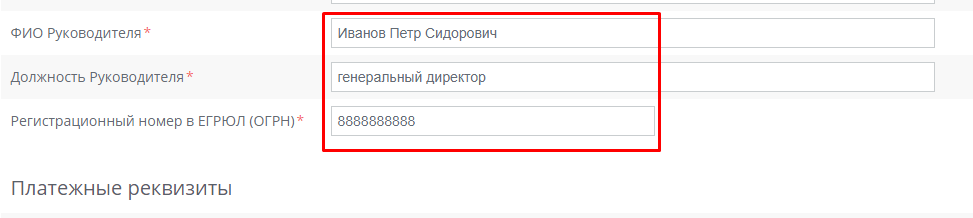 ФИО Руководителя* Иванов Петр Сидорович
Должность Руководителя* генеральный директор
Регистрационный номер в ЕГРЮЛ (ОГРН)* 8888888888
Платежные реквизиты